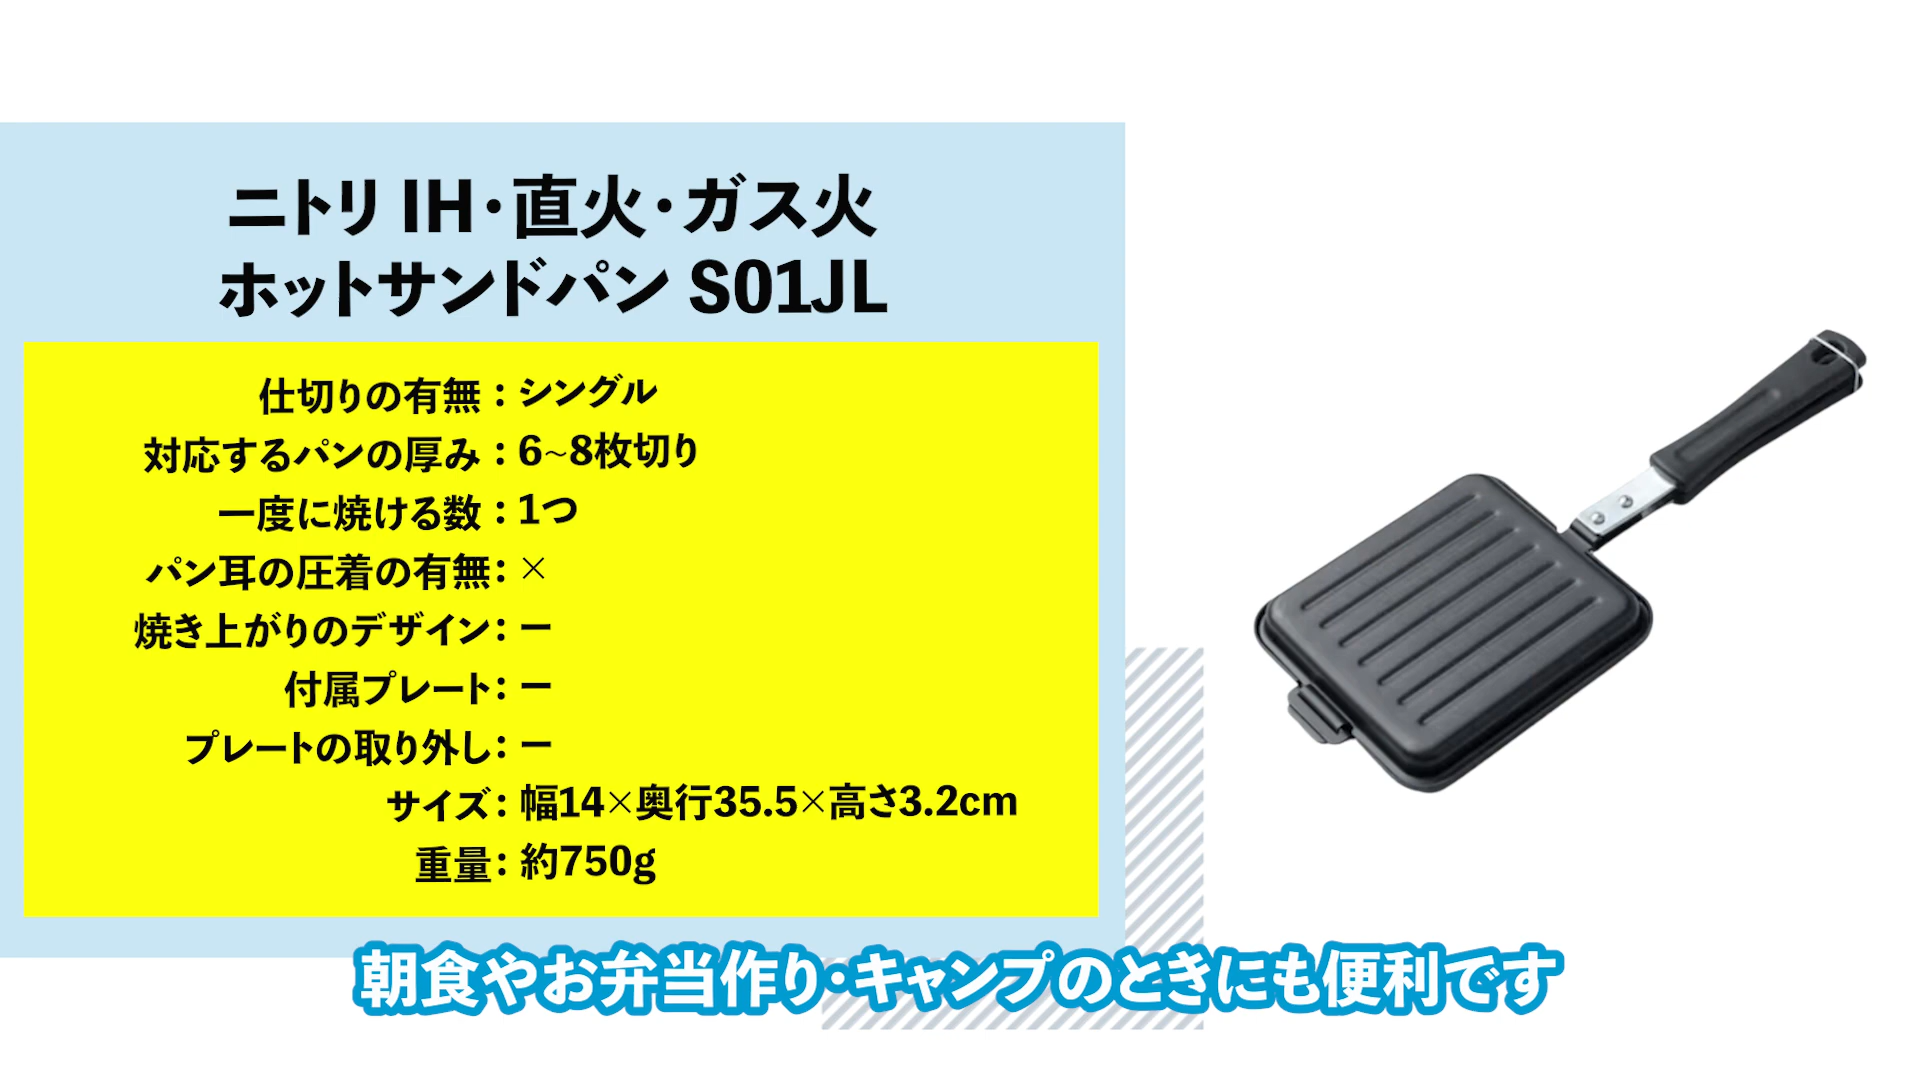 ニトリ IH・直火・ガス火
ホットサンドパン S01JL
仕切りの有無：シングル
対応するパンの厚み：6~8枚切り
一度に焼ける数：1つ
パン耳の圧着の有無：×
焼き上がりのデザイン：ー
付属プレート：ー
プレートの取り外し：ー
サイズ：幅14×奥行35.5×高さ3.2cm
重量：約750g
朝食やお弁当作り・キャンプのときにも便利です